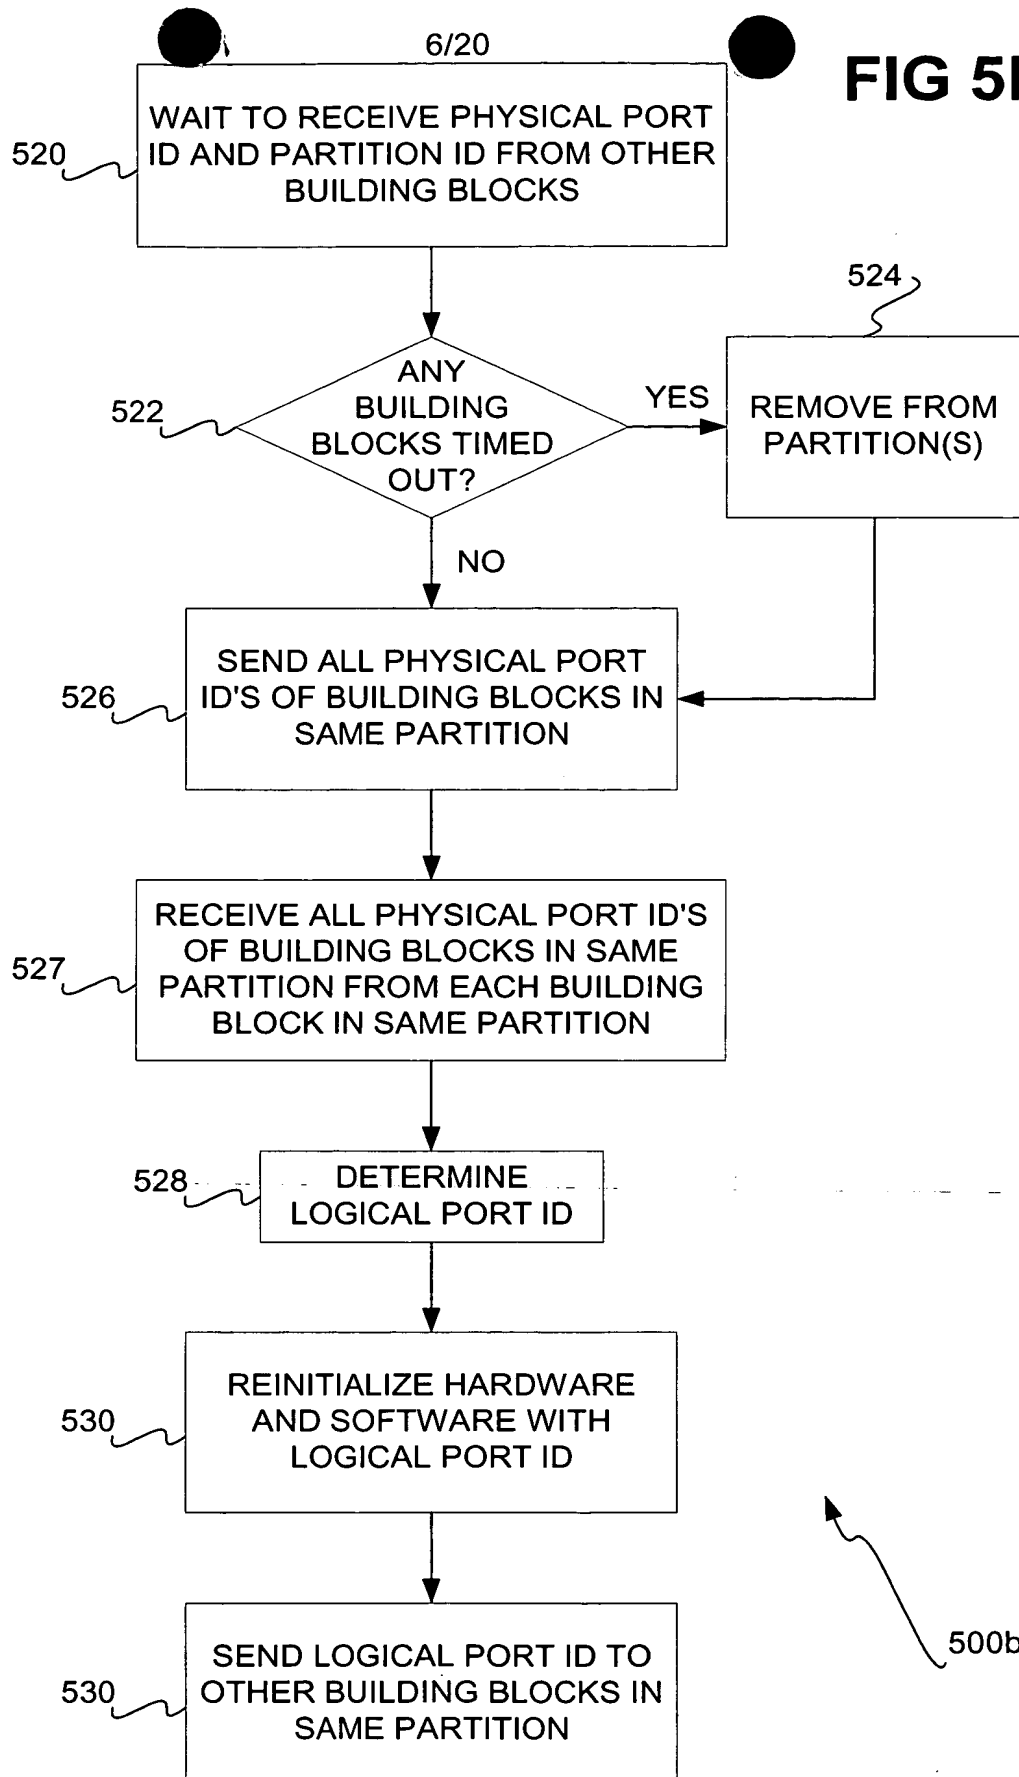 6/20
FIG 5
WAIT TO RECEIVE PHYSICAL PORT
ID AND PARTITION ID FROM OTHER
BUILDING BLOCKS
520
524
ANY
BUILDING
BLOCKS TIMED
OUT?
522
YES
REMOVE FROM
PARTITION(S)
NO
SEND ALL PHYSICAL PORT
ID'S OF BUILDING BLOCKS IN
SAME PARTITION
526
RECEIVE ALL PHYSICAL PORT ID'S
OF BUILDING BLOCKS IN SAME
PARTITION FROM EACH BUILDING
BLOCK IN SAME PARTITION
527
DETERMINE
LOGICAL PORT ID
528
REINITIALIZE HARDWARE
AND SOFTWARE WITH
LOGICAL PORT ID
530
SEND LOGICAL PORT ID TO
OTHER BUILDING BLOCKS IN
SAME PARTITION
530
500b